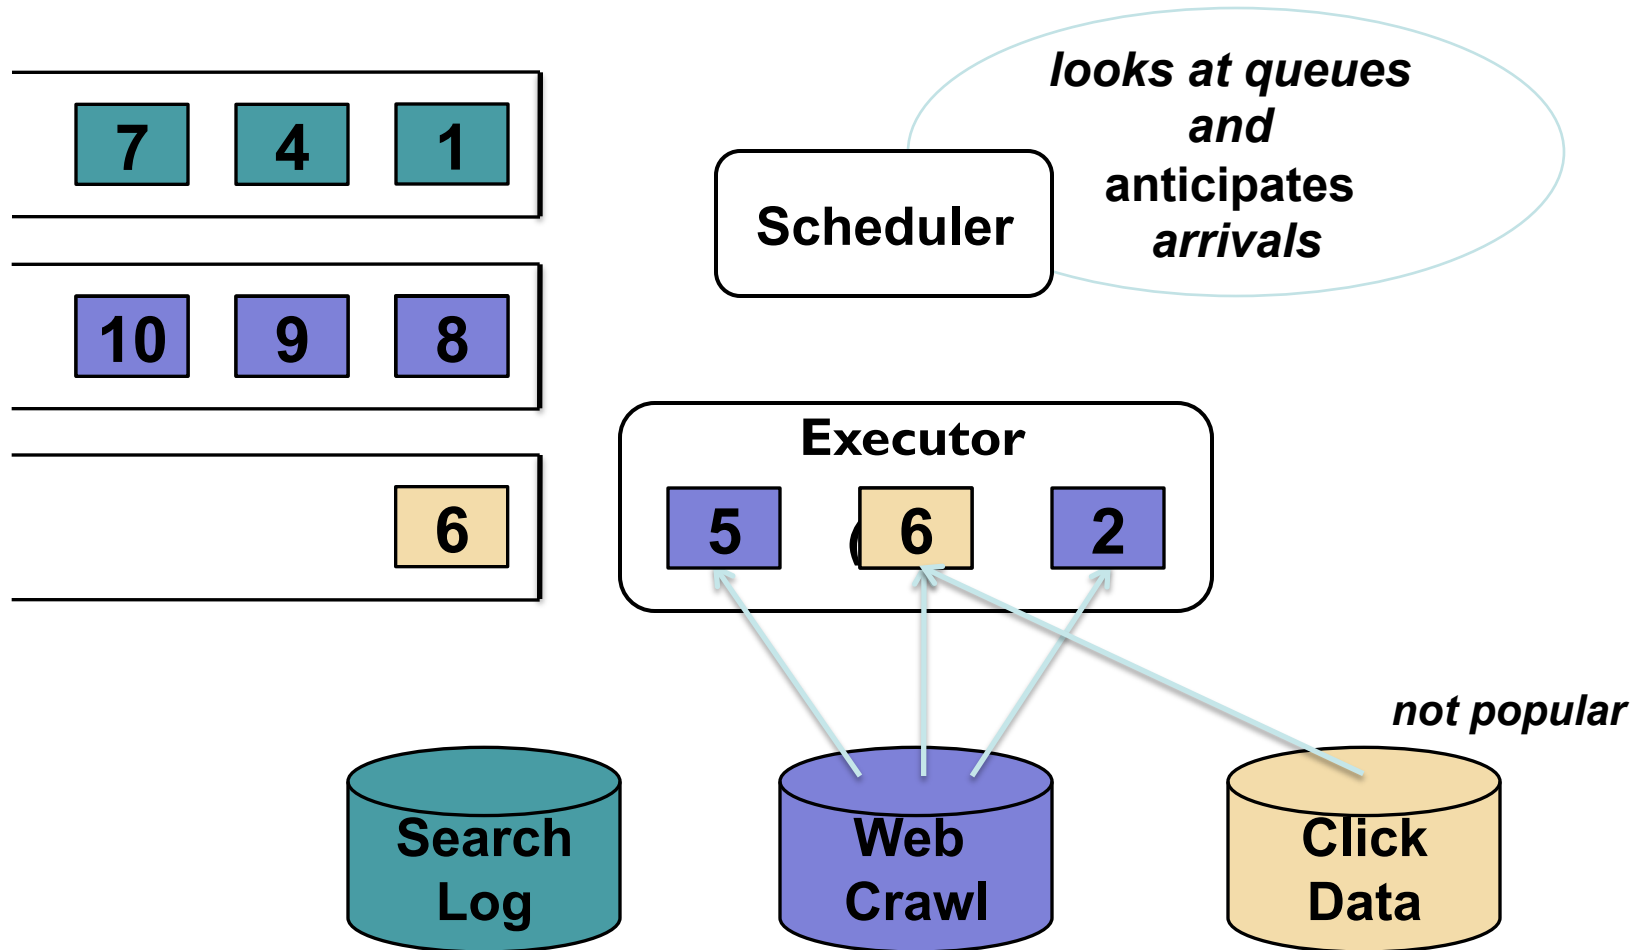 looks at queues
and
anticipates
arrivals
7 4 1
Scheduler
10 9 8
Executor
6
5 6 2
not popular
Search
Log
Web
Crawl
Click
Data